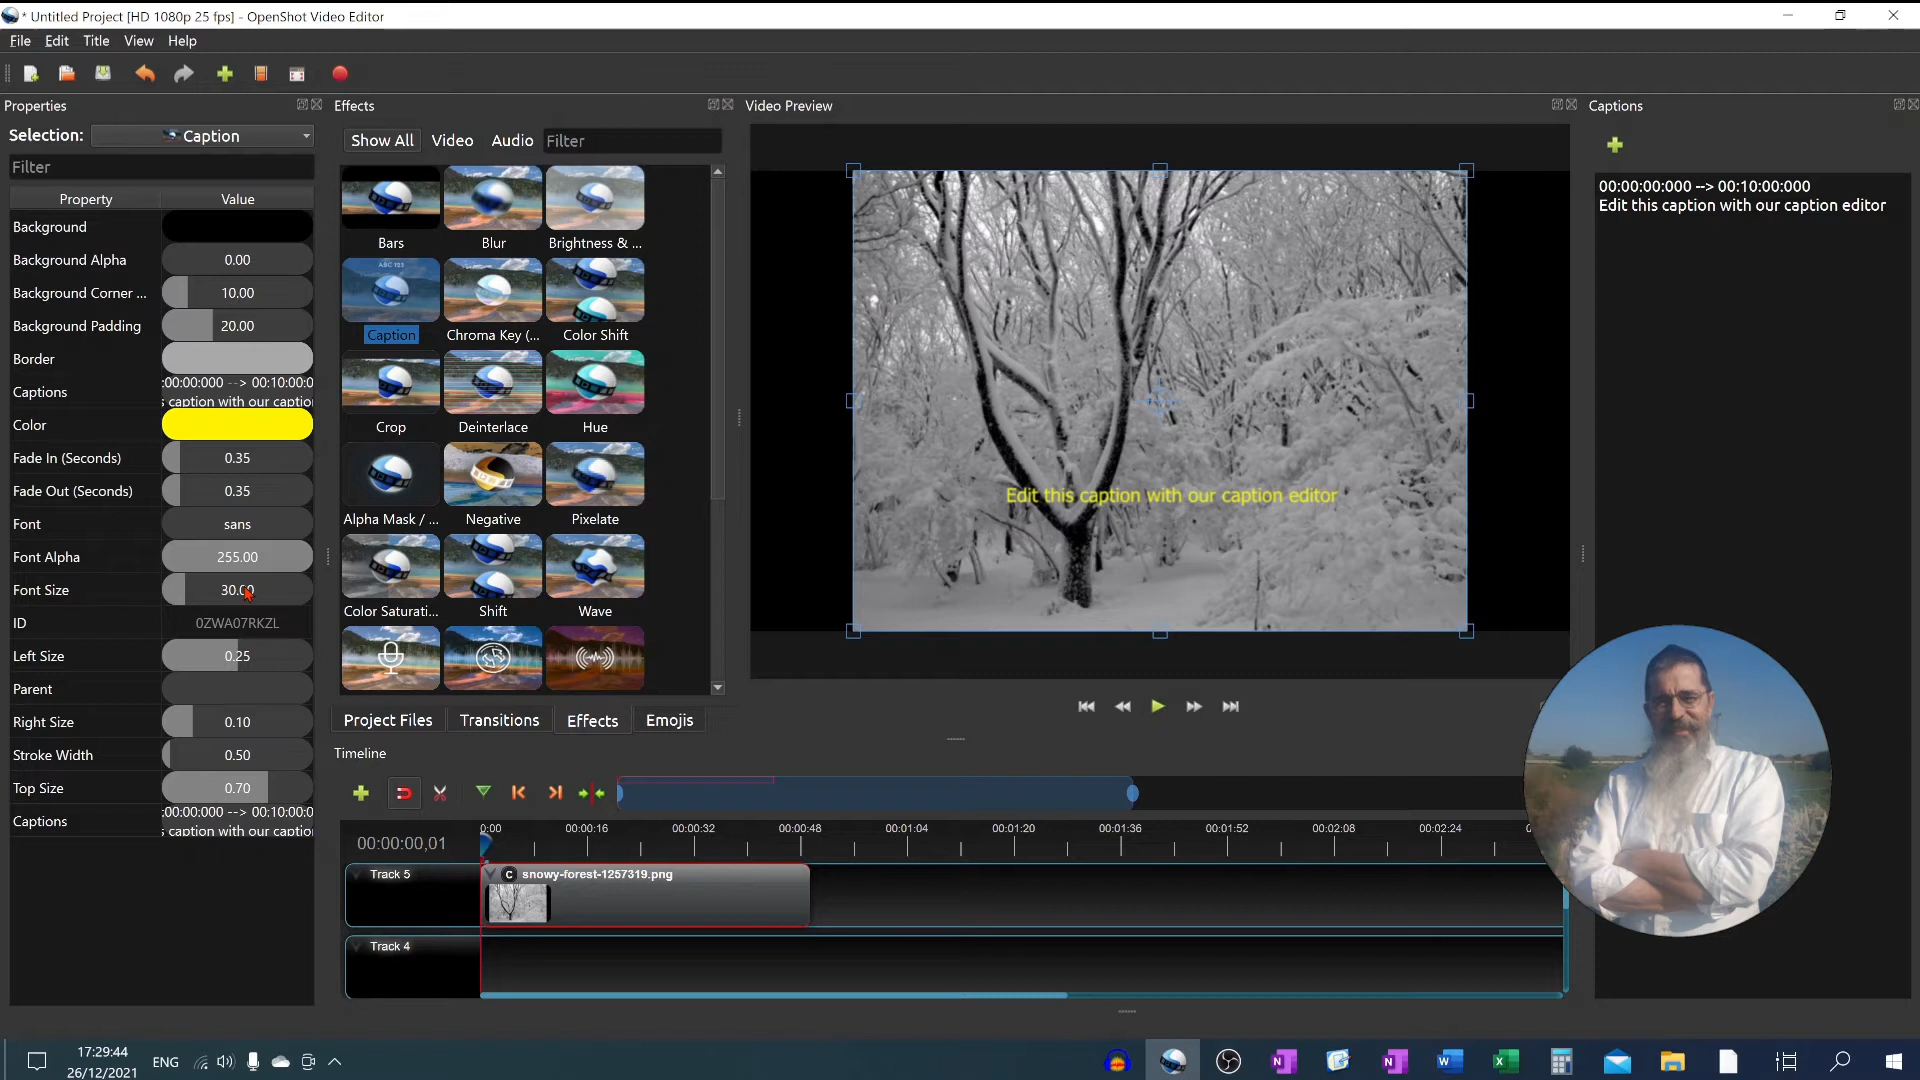 * Untitled Project [HD 1080p 25 fps] - OpenShot Video Editor
File Edit Title View Help
Properties
Selection: Caption
Filter
Property Value
Background
Background Alpha 0.00
Background Corner ... 10.00
Background Padding 20.00
Border
Captions :00:00:000 --> 00:10:00:0
s caption with our captio
Color
Fade In (Seconds) 0.35
Fade Out (Seconds) 0.35
Font sans
Font Alpha 255.00
Font Size 30.00
ID 0ZWA07RKZL
Left Size 0.25
Parent
Right Size 0.10
Stroke Width 0.50
Top Size 0.70
Captions :00:00:000 --> 00:10:00:0
s caption with our captio
Effects
Show All Video Audio Filter
Bars Blur Brightness & ...
ABC 123
Caption Chroma Key (... Color Shift
Crop Deinterlace Hue
Alpha Mask / ... Negative Pixelate
Color Saturati... Shift Wave
Project Files Transitions Effects Emojis
Video Preview
Edit this caption with our caption editor
Captions
00:00:00:000 --> 00:10:00:000
Edit this caption with our caption editor
Timeline
0:00 00:00:16 00:00:32 00:00:48 00:01:04 00:01:20 00:01:36 00:01:52 00:02:08 00:02:24
00:00:00,01
Track 5 C snowy-forest-1257319.png
Track 4
17:29:44
26/12/2021
ENG